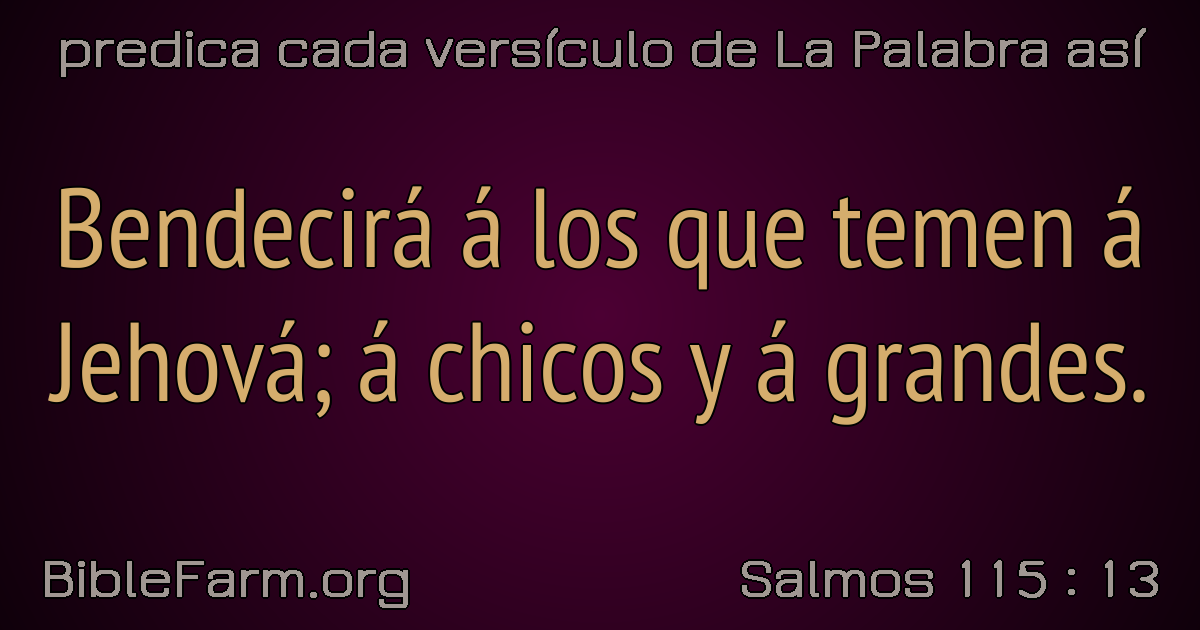 predica cada versículo de La Palabra así
Bendecirá á los que temen á
Jehová; á chicos y á grandes.
BibleFarm.org
Salmos 115 : 13